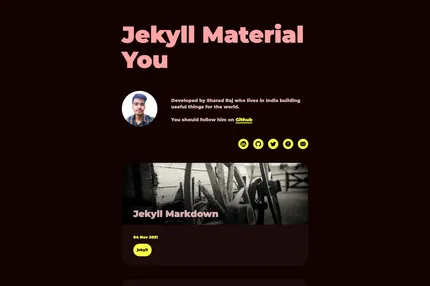 Jekyll Material
You
Developed by Sharad Raj who lives in India building
useful things for the world.
You should follow him on Github
Jekyll Markdown
04 Nov 2021
jekyll